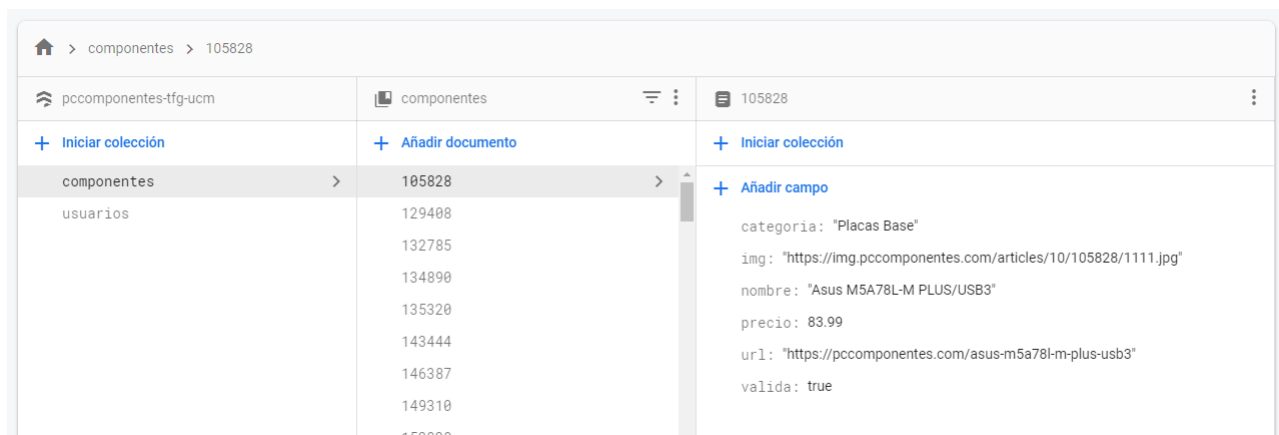 componentes > 105828
pccomponentes-tfg-ucm
componentes
105828
+ Iniciar colección
+ Añadir documento
+ Iniciar colección
componentes
usuarios
105828
129408
132785
134890
135320
143444
146387
149310
+ Añadir campo
categoria: "Placas Base"
img: "https://img.pccomponentes.com/articles/10/105828/1111.jpg"
nombre: "Asus M5A78L-M PLUS/USB3"
precio: 83.99
url: "https://pccomponentes.com/asus-m5a78l-m-plus-usb3"
valida: true